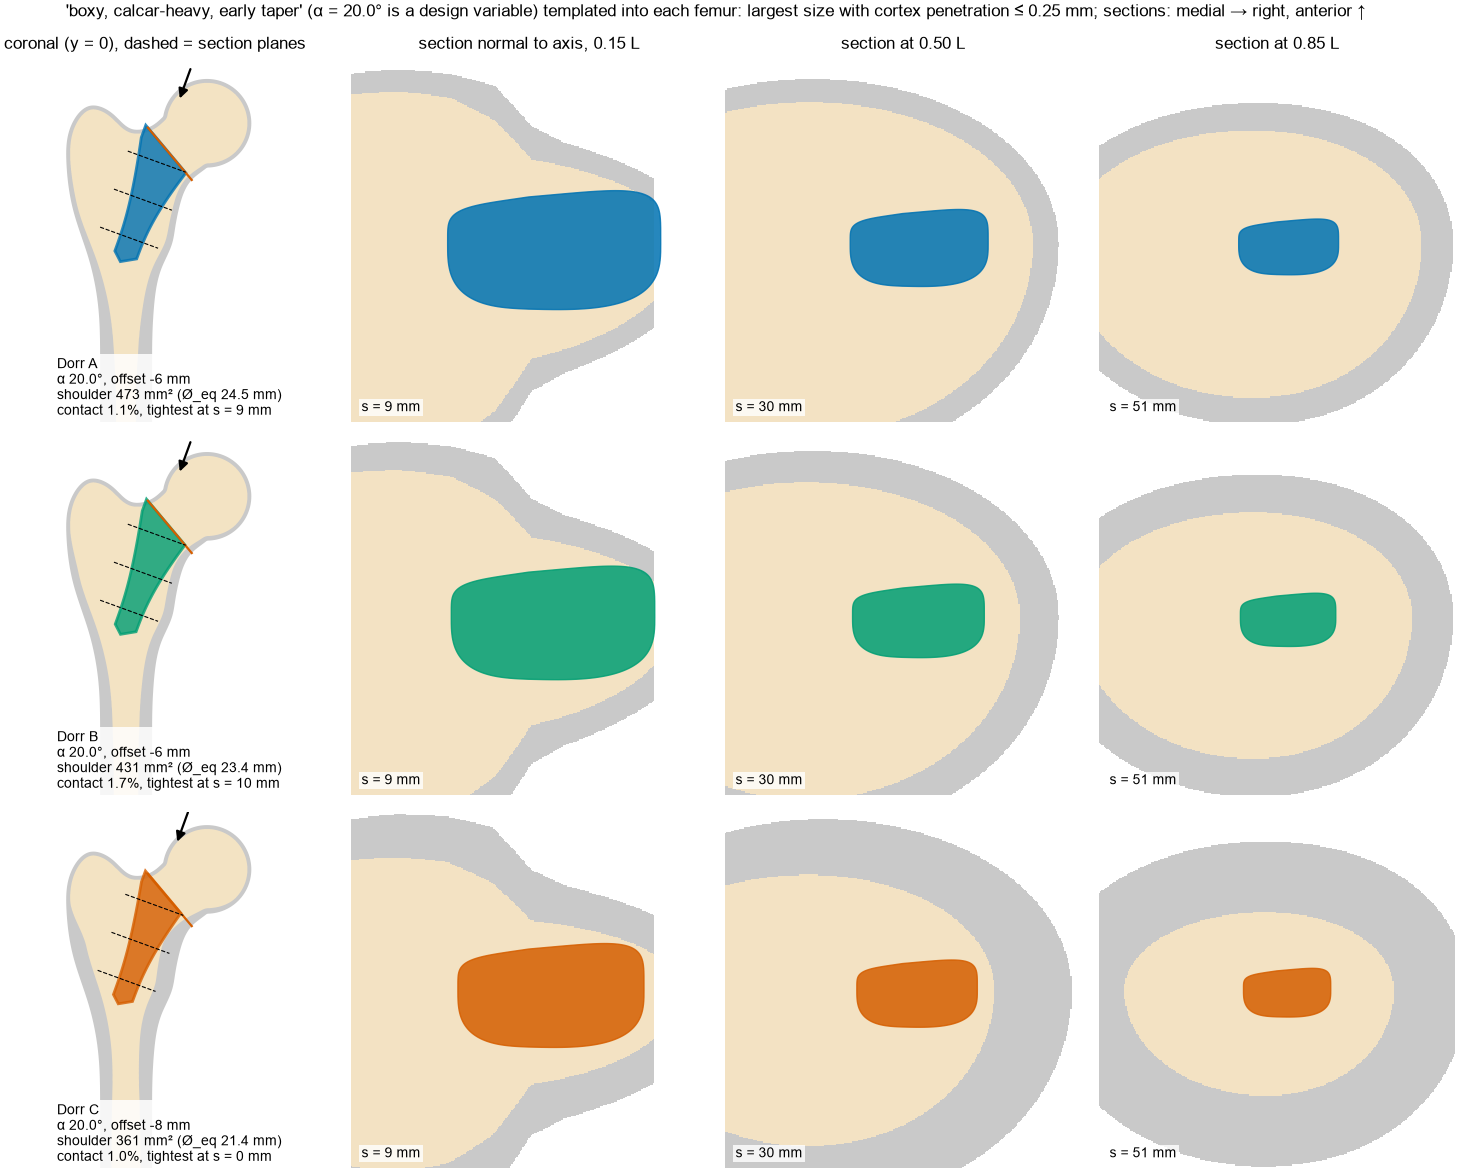 'boxy, calcar-heavy, early taper' (α = 20.0° is a design variable) templated into each femur: largest size with cortex penetration ≤ 0.25 mm; sections: medial → right, anterior ↑
coronal (y = 0), dashed = section planes
section normal to axis, 0.15 L
section at 0.50 L
section at 0.85 L
Dorr A
α 20.0°, offset -6 mm
shoulder 473 mm² (Ø_eq 24.5 mm)
contact 1.1%, tightest at s = 9 mm
s = 9 mm
s = 30 mm
s = 51 mm
Dorr B
α 20.0°, offset -6 mm
shoulder 431 mm² (Ø_eq 23.4 mm)
contact 1.7%, tightest at s = 10 mm
s = 9 mm
s = 30 mm
s = 51 mm
Dorr C
α 20.0°, offset -8 mm
shoulder 361 mm² (Ø_eq 21.4 mm)
contact 1.0%, tightest at s = 0 mm
s = 9 mm
s = 30 mm
s = 51 mm